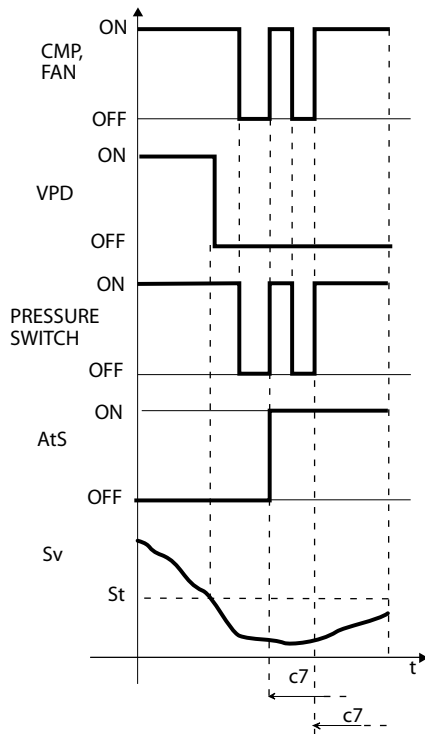 ON
CMP,
FAN
OFF
ON
VPD
OFF
ON
PRESSURE
SWITCH
OFF
ON
AtS
OFF
Sv
St
t
c7
c7